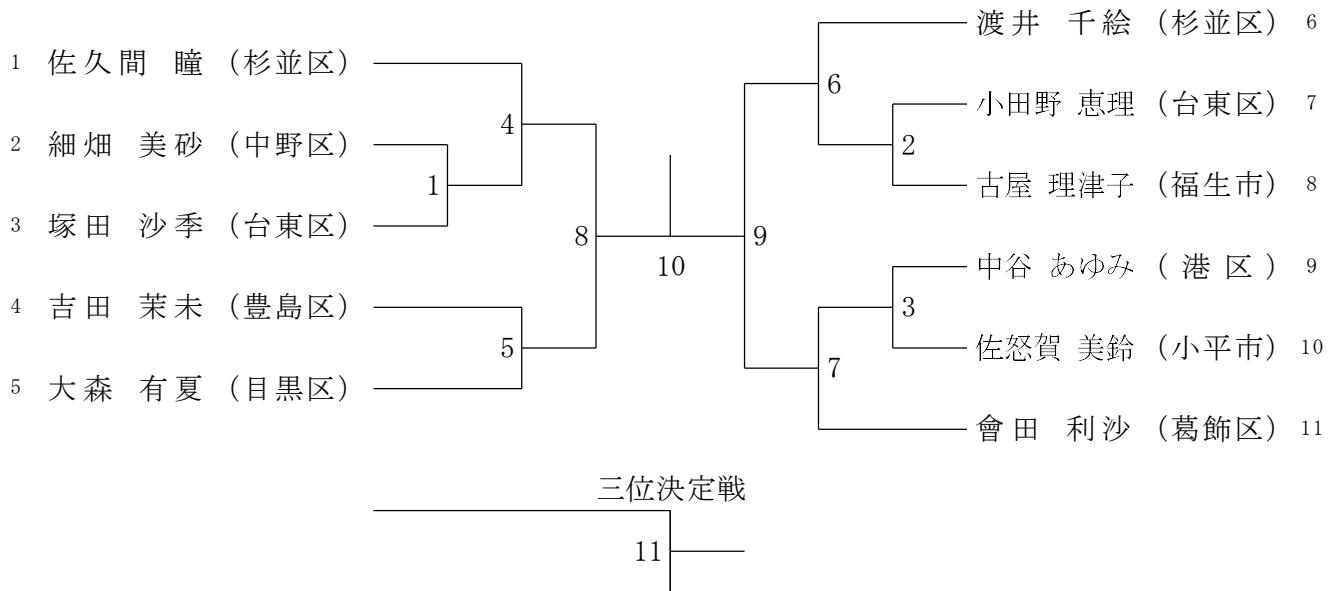 1 佐久間 瞳 (杉並区)
2 細畑 美砂 (中野区)
3 塚田 沙季 (台東区)
4 吉田 茉未 (豊島区)
5 大森 有夏 (目黒区)
4
1
8
5
10
9
6
2
3
7
渡井 千絵 (杉並区) 6
小田野 恵理 (台東区) 7
古屋 理津子 (福生市) 8
中谷 あゆみ (港区) 9
佐怒賀 美鈴 (小平市) 10
會田 利沙 (葛飾区) 11
三位決定戦
11